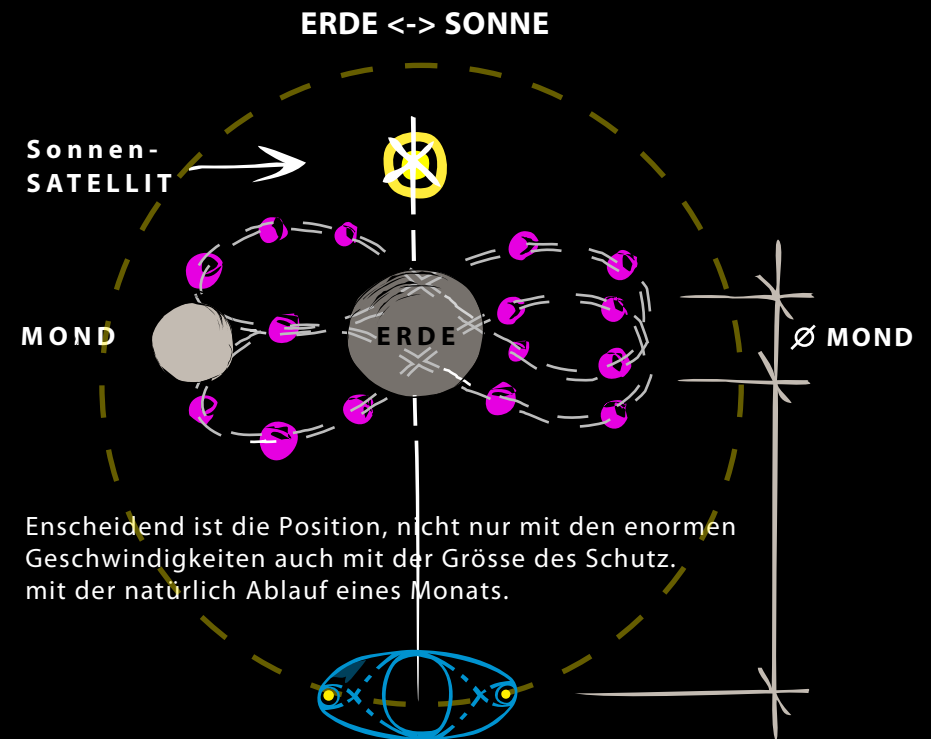 ERDE <-> SONNE
Sonnen-
SATELLIT
MOND
ERDE
Ø MOND
Enscheidend ist die Position, nicht nur mit den enormen
Geschwindigkeiten auch mit der Grösse des Schutz.
mit der natürlich Ablauf eines Monats.